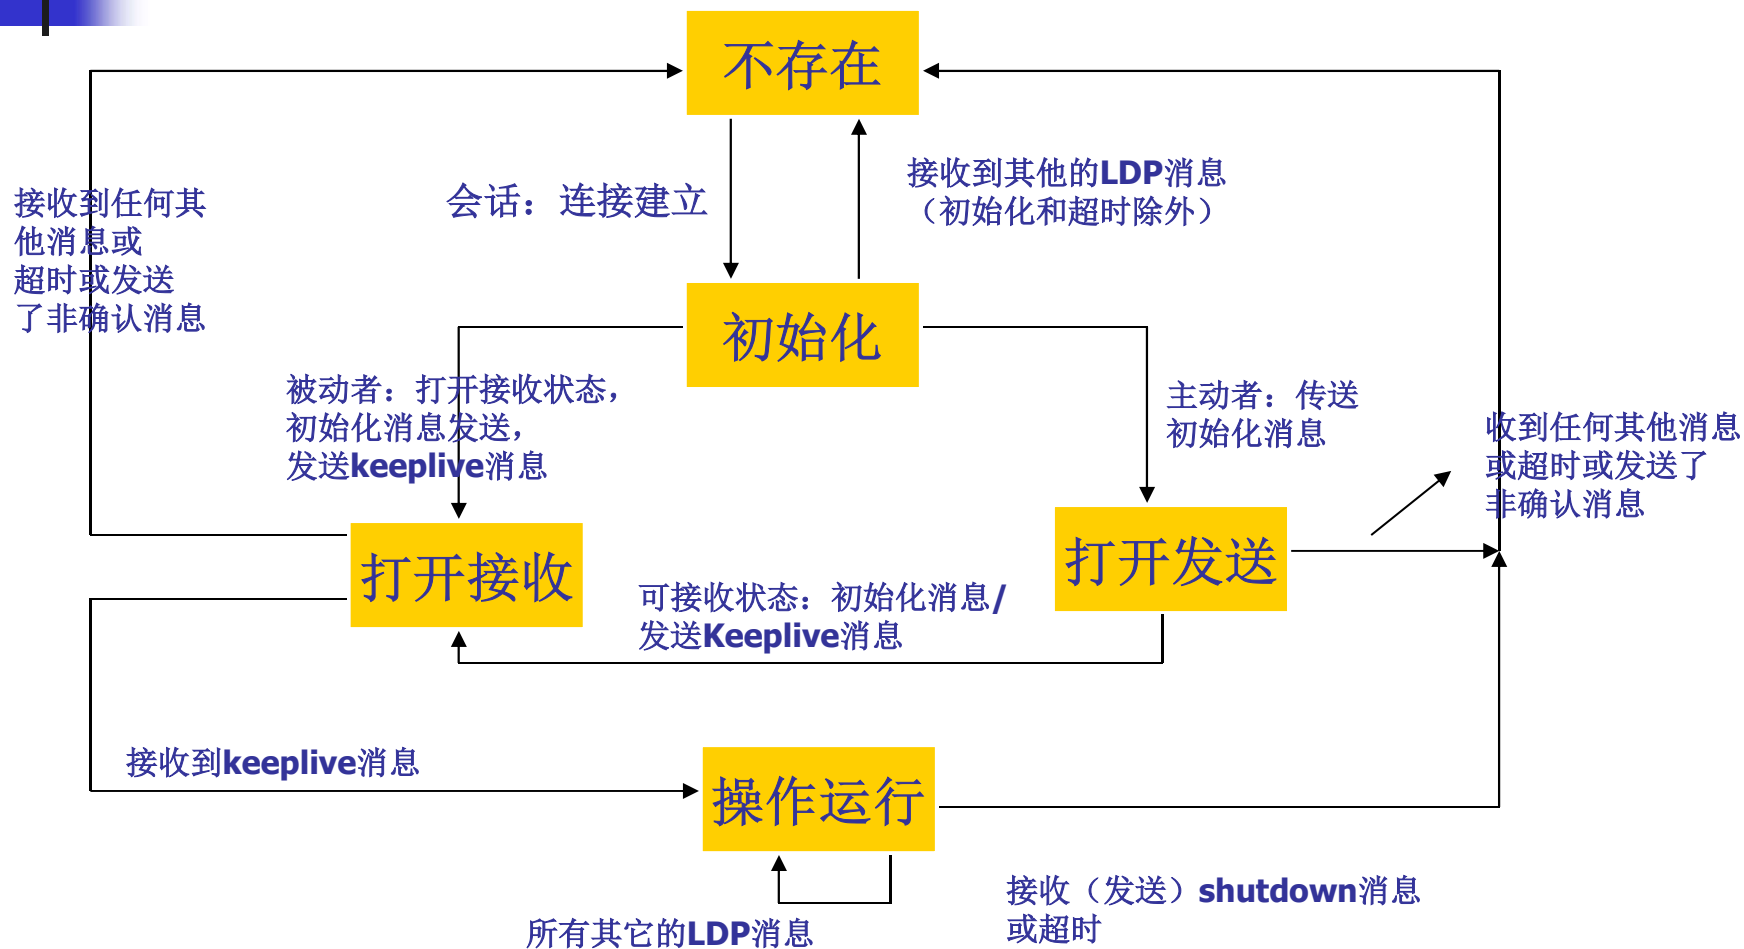 不存在
接收到其他的LDP消息
（初始化和超时除外）
会话：连接建立
接收到任何其
他消息或
超时或发送
了非确认消息
初始化
被动者：打开接收状态，
初始化消息发送，
发送keeplive消息
主动者：传送
初始化消息
收到任何其他消息
或超时或发送了
非确认消息
打开接收
打开发送
可接收状态：初始化消息/
发送Keeplive消息
接收到keeplive消息
操作运行
接收（发送）shutdown消息
或超时
所有其它的LDP消息